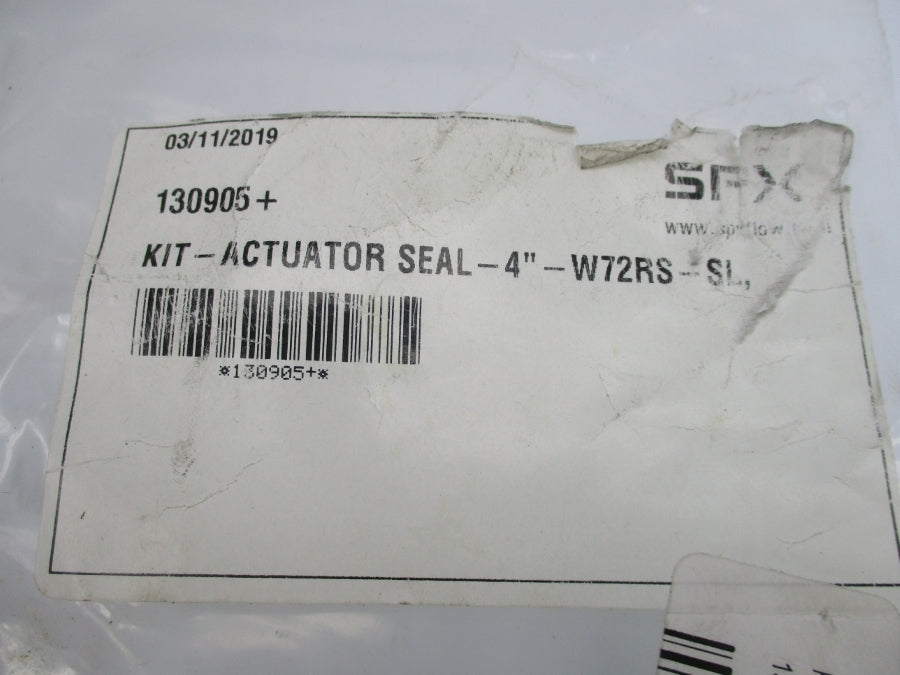 03/11/2019
SPX
130905+
KIT-ACTUATOR SEAL-4"-W72RS-SL,
*130905+*